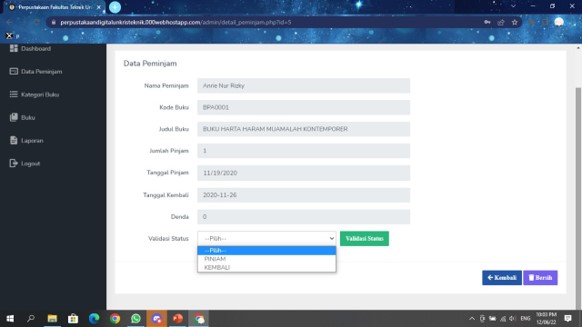 Perpustakaan Fakultas Teknik Un
perpustakaandigitalunkristeknik.000webhostapp.com/admin/detail_peminjam.php?id=5
Dashboard
Data Peminjam
Kategori Buku
Buku
Laporan
Logout
Data Peminjam
Nama Peminjam
Annie Nur Rizky
Kode Buku
BPA0001
Judul Buku
BUKU HARTA HARAM MUAMALAH KONTEMPORER
Jumlah Pinjam
1
Tanggal Pinjam
11/19/2020
Tanggal Kembali
2020-11-26
Denda
0
Validasi Status
--Pilih--
Validasi Status
--Pilih--
PINJAM
KEMBALI
Kembali
Bersih
ENG
10:03 PM
12/06/22